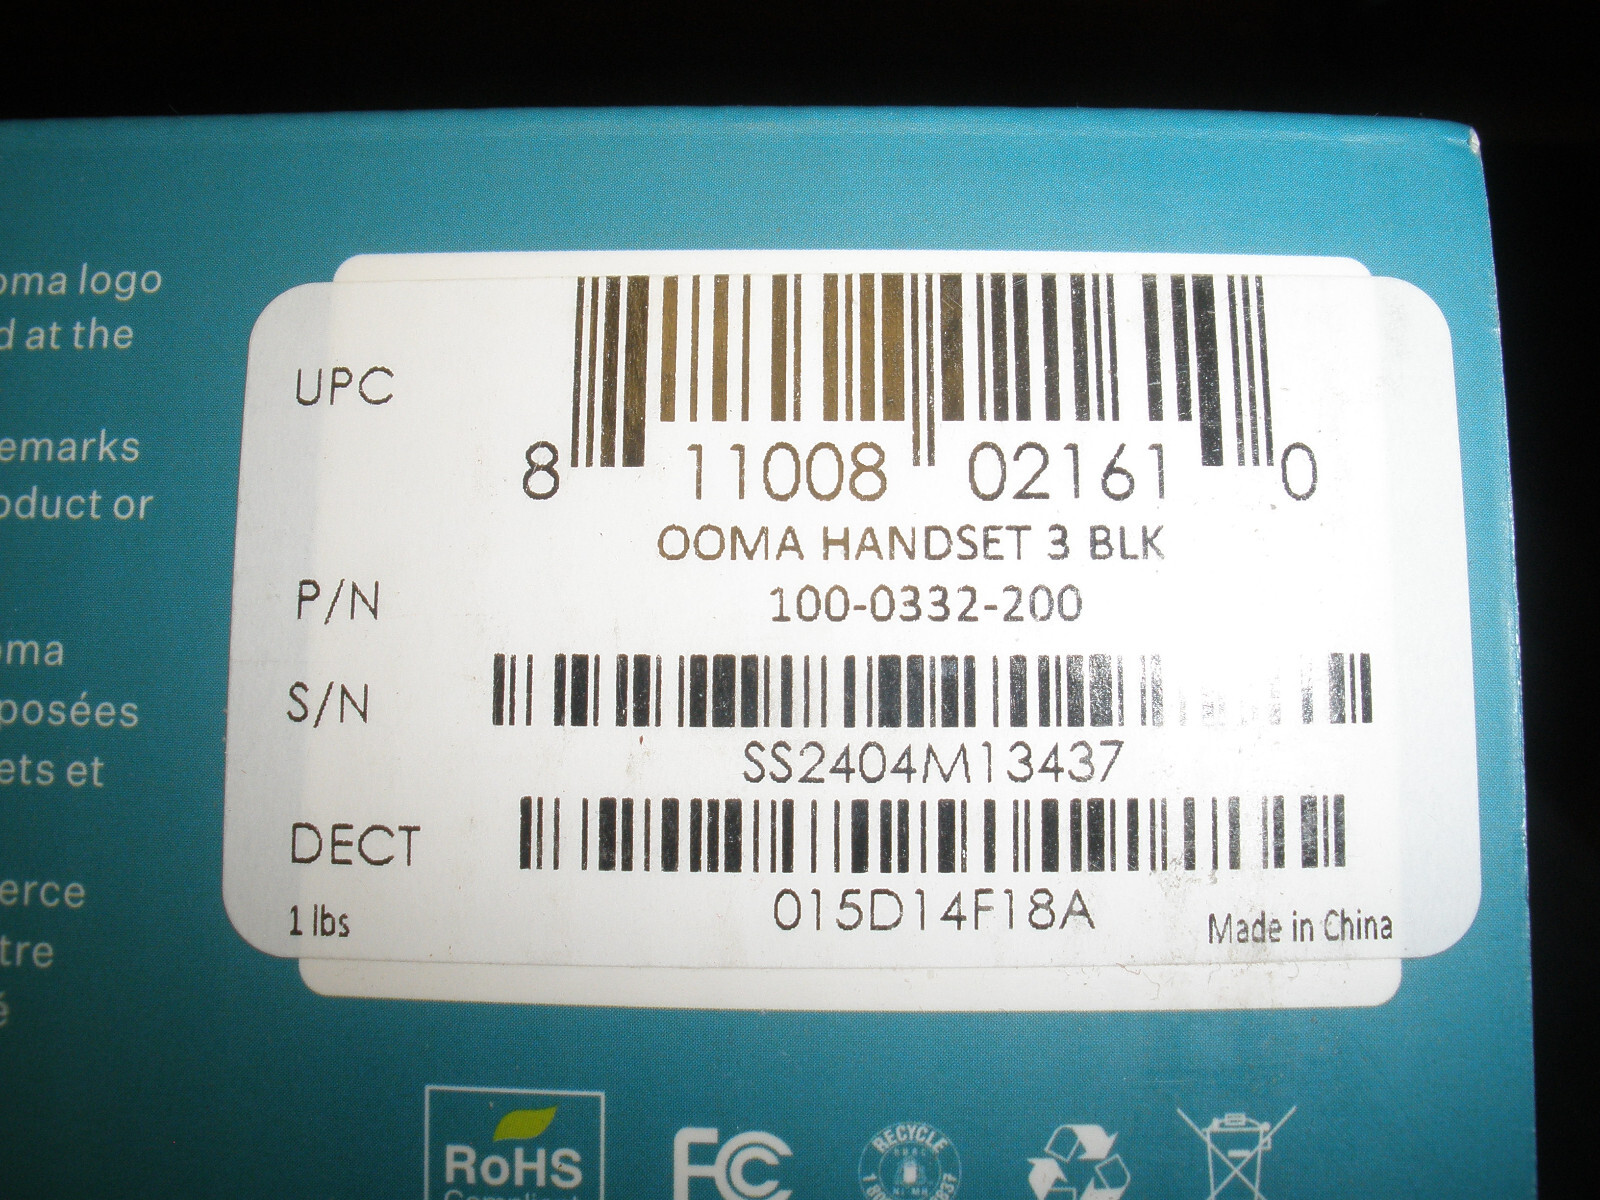 oma logo
d at the
emarks
oduct or
oma
posées
ets et
erce
tre
é
UPC
8 11008 02161 0
OOMA HANDSET 3 BLK
P/N 100-0332-200
S/N
SS2404M13437
DECT
015D14F18A
1 lbs Made in China
RoHS
Compliant
FC
RECYCLE